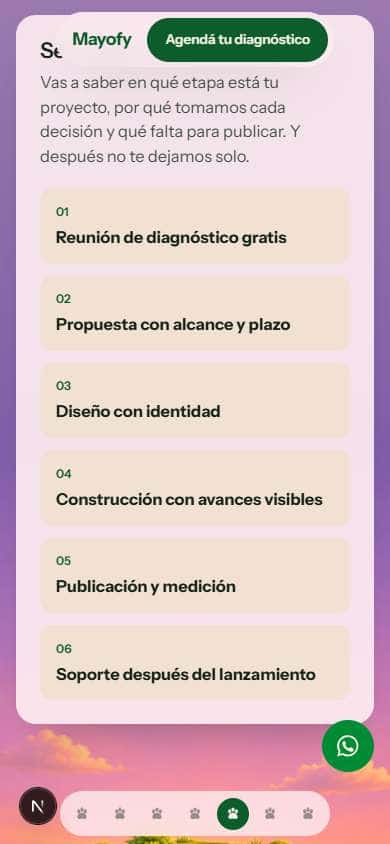 Mayofy
Agendá tu diagnóstico
Vas a saber en qué etapa está tu
proyecto, por qué tomamos cada
decisión y qué falta para publicar. Y
después no te dejamos solo.
01
Reunión de diagnóstico gratis
02
Propuesta con alcance y plazo
03
Diseño con identidad
04
Construcción con avances visibles
05
Publicación y medición
06
Soporte después del lanzamiento
N